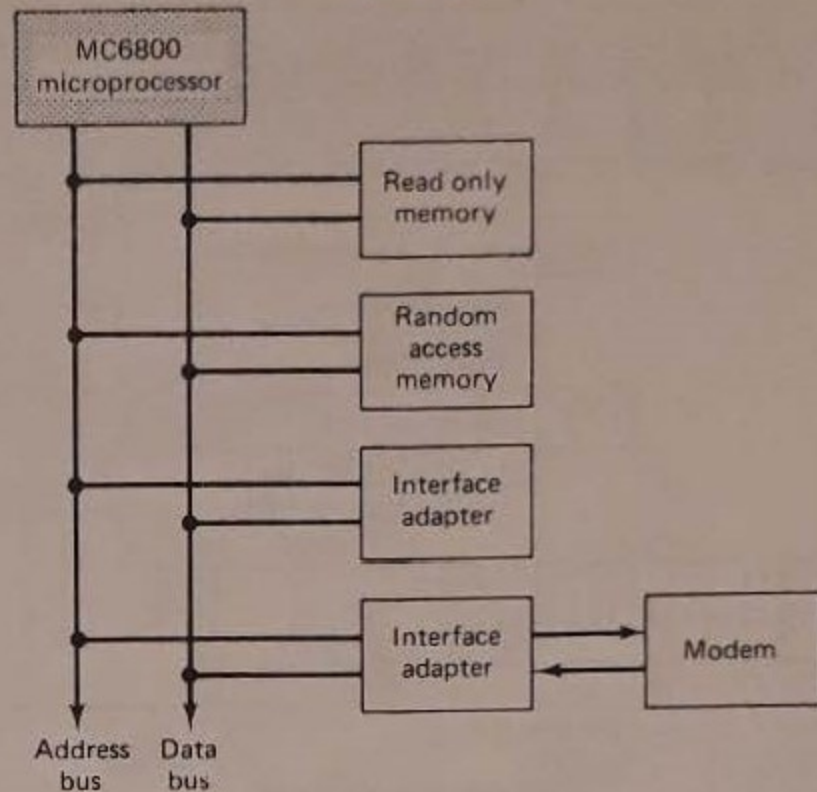 MC6800
microprocessor
Read only
memory
Random
access
memory
Interface
adapter
Interface
adapter
Modem
Address
bus
Data
bus